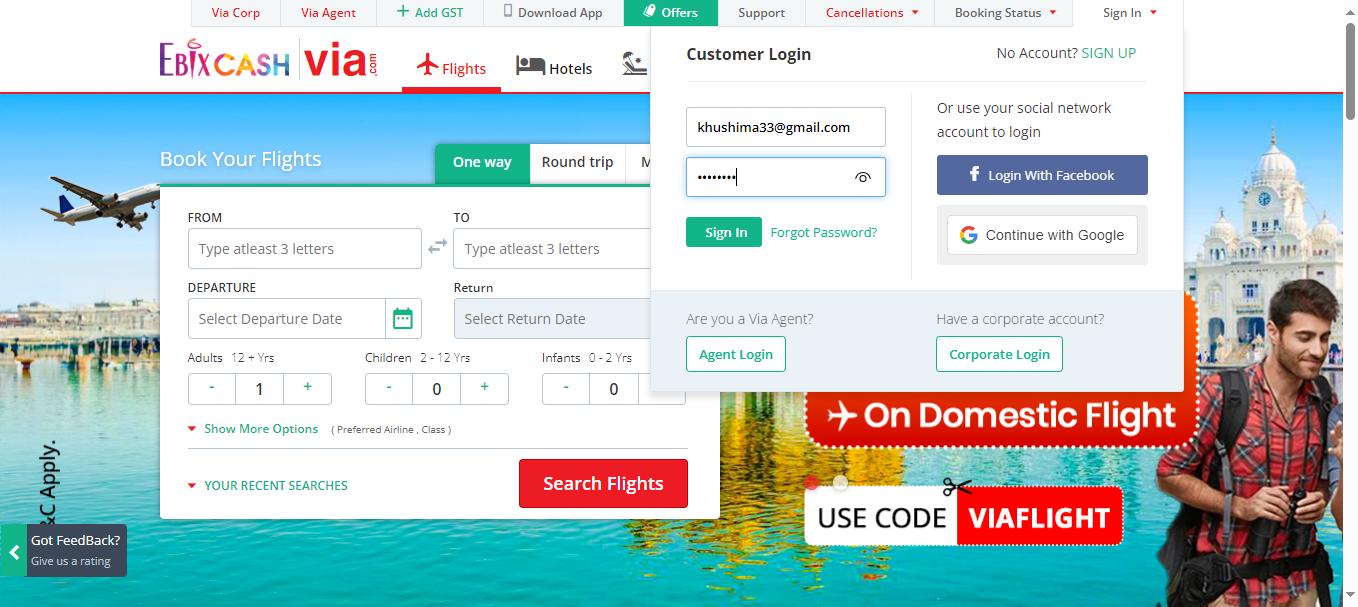 Via Corp
Via Agent
Add GST
Download App
Offers
Support
Cancellations
Booking Status
Sign In
EBIXCASH via.com
Flights
Hotels
Customer Login
No Account? SIGN UP
khushima33@gmail.com
••••••••
Sign In
Forgot Password?
Or use your social network
account to login
Login With Facebook
Continue with Google
Are you a Via Agent?
Agent Login
Have a corporate account?
Corporate Login
Book Your Flights
One way
Round trip
M
FROM
Type atleast 3 letters
TO
Type atleast 3 letters
DEPARTURE
Select Departure Date
Return
Select Return Date
Adults 12 + Yrs
- 1 +
Children 2 - 12 Yrs
- 0 +
Infants 0 - 2 Yrs
- 0
Show More Options ( Preferred Airline , Class )
YOUR RECENT SEARCHES
Search Flights
On Domestic Flight
USE CODE VIAFLIGHT
&C Apply.
Got FeedBack?
Give us a rating